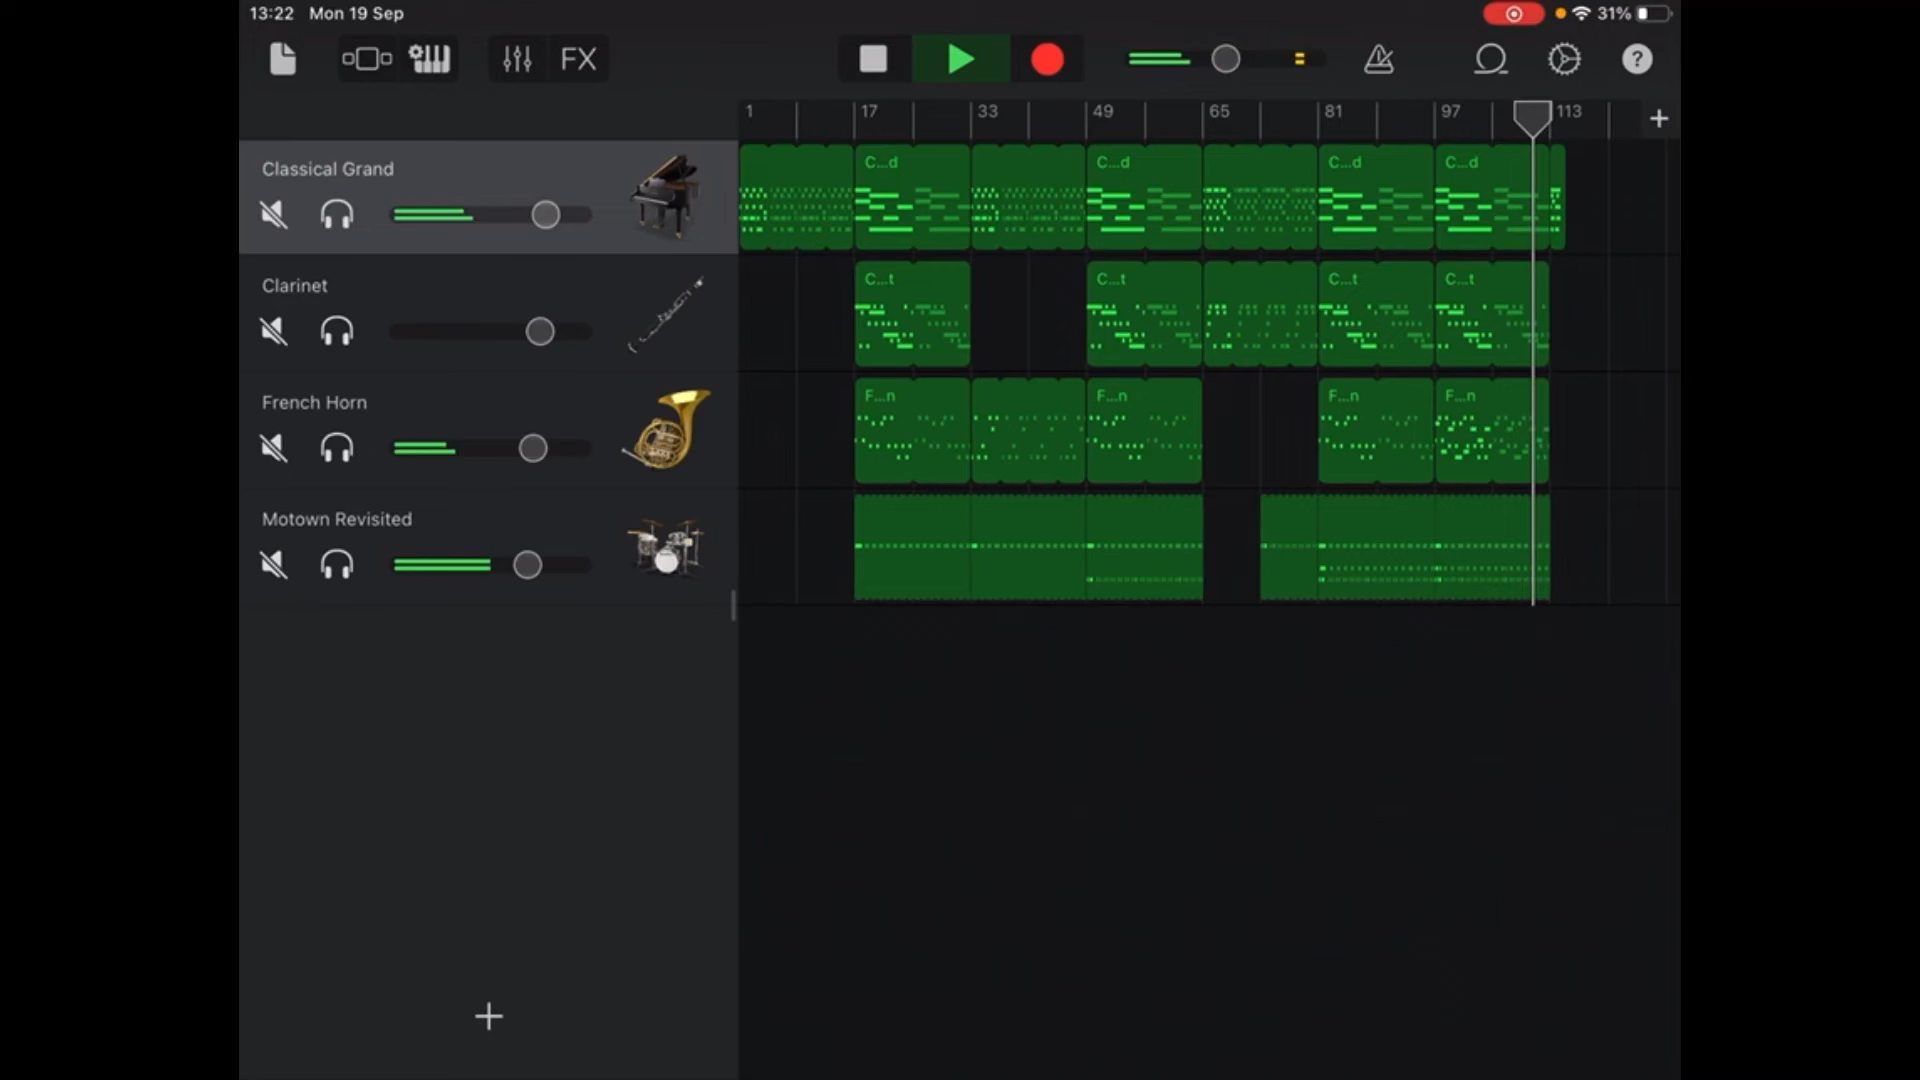 13:22 Mon 19 Sep 31%
FX ?
1 17 33 49 65 81 97 113 +
Classical Grand
C...d C...d C...d C...d
Clarinet
C...t C...t C...t C...t
French Horn
F...n F...n F...n F...n
Motown Revisited
+